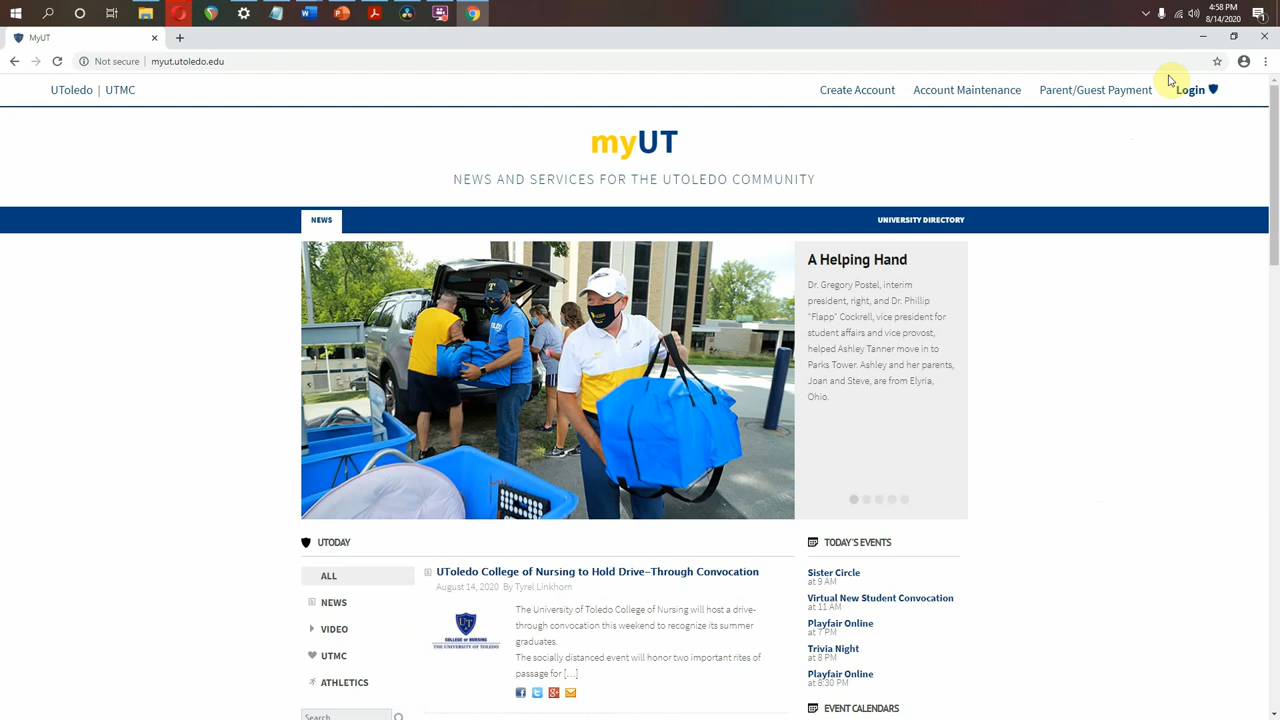 4:58 PM
8/14/2020
MyUT
Not secure | myut.utoledo.edu
UToledo | UTMC
Create Account
Account Maintenance
Parent/Guest Payment
Login
myUT
NEWS AND SERVICES FOR THE UTOLEDO COMMUNITY
NEWS
UNIVERSITY DIRECTORY
A Helping Hand
Dr. Gregory Postel, interim
president, right, and Dr. Phillip
"Flapp" Cockrell, vice president for
student affairs and vice provost,
helped Ashley Tanner move in to
Parks Tower. Ashley and her parents,
Joan and Steve, are from Elyria,
Ohio.
UTODAY
ALL
NEWS
VIDEO
UTMC
ATHLETICS
Search
UToledo College of Nursing to Hold Drive-Through Convocation
August 14, 2020 By Tyrel Linkhorn
UT
COLLEGE OF NURSING
THE UNIVERSITY OF TOLEDO
The University of Toledo College of Nursing will host a drive-
through convocation this weekend to recognize its summer
graduates.
The socially distanced event will honor two important rites of
passage for [...]
TODAY'S EVENTS
Sister Circle
at 9 AM
Virtual New Student Convocation
at 11 AM
Playfair Online
at 7 PM
Trivia Night
at 8 PM
Playfair Online
at 8:30 PM
EVENT CALENDARS